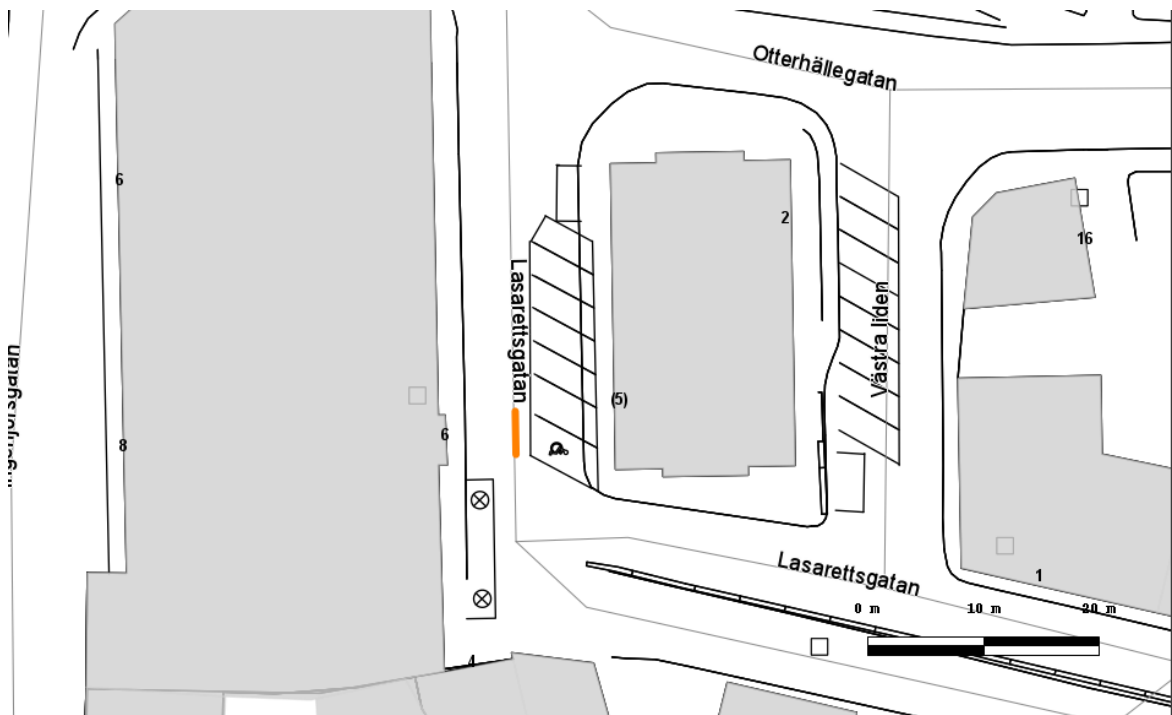 Otterhällegatan
6
2
16
Lasarettsgatan
Västra liden
(5)
8
6
Lasarettsgatan
1
0 m 10 m 20 m
4